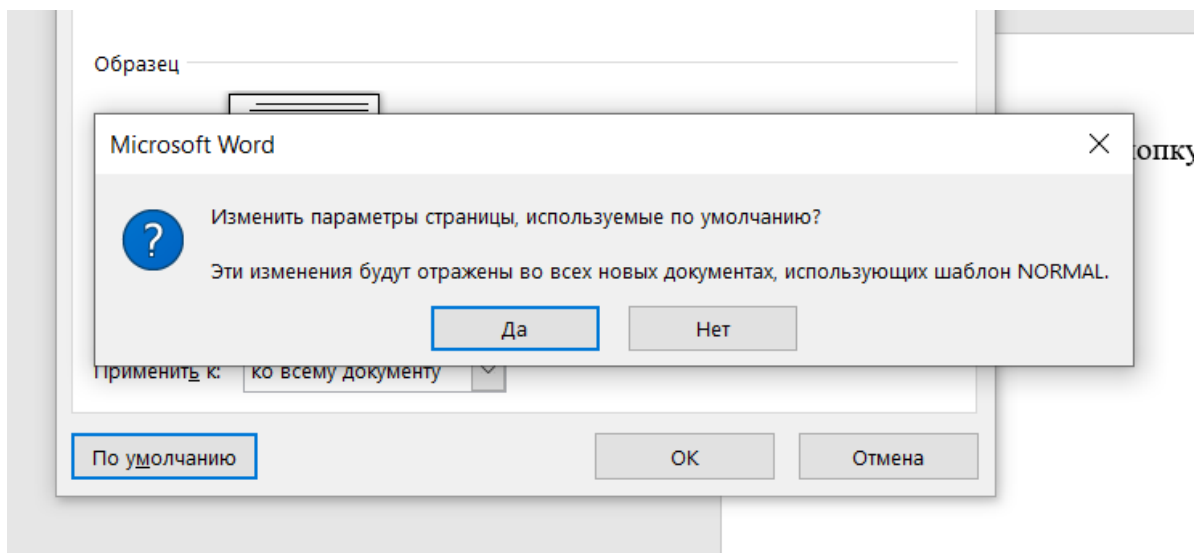 Образец
Microsoft Word
Изменить параметры страницы, используемые по умолчанию?
Эти изменения будут отражены во всех новых документах, использующих шаблон NORMAL.
Да
Нет
Применить к:
ко всему документу
По умолчанию
ОК
Отмена